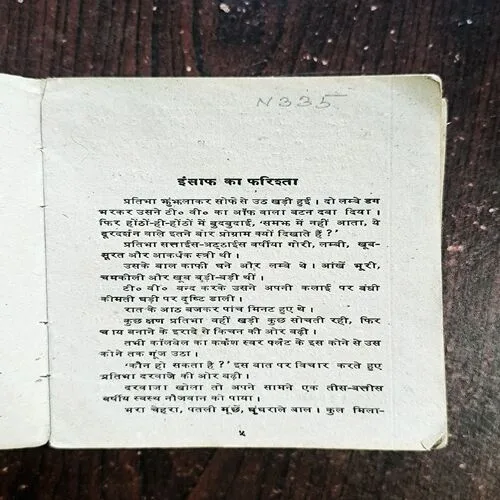 N335
इंसाफ का फरिश्ता
प्रतिभा झुंझलाकर सोफे से उठ खड़ी हुई। दो लम्बे डग
भरकर उसने टी० वी० का ऑफ वाला बटन दबा दिया।
फिर होंठों-ही-होंठों में बुदबुदाई, 'समझ में नहीं आता, ये
दूरदर्शन वाले इतने बोर प्रोग्राम क्यों दिखाते हैं ?'
प्रतिभा सत्ताईस-अट्ठाईस वर्षीया गोरी, लम्बी, खूब-
सूरत और आकर्षक स्त्री थी।
उसके बाल काफी घने और लम्बे थे। आंखें भूरी,
चमकीली और खूब बड़ी-बड़ी थीं।
टी० वी० बन्द करके उसने अपनी कलाई पर बंधी
कीमती घड़ी पर दृष्टि डाली।
रात के आठ बजकर पांच मिनट हुए थे।
कुछ क्षण प्रतिभा वहीं खड़ी कुछ सोचती रही, फिर
चाय बनाने के इरादे से किचन की ओर बढ़ी।
तभी कॉलबेल का कर्कश स्वर फ्लैट के इस कोने से उस
कोने तक गूंज उठा।
'कौन हो सकता है ?' इस बात पर विचार करते हुए
प्रतिभा दरवाजे की ओर बढ़ी।
दरवाजा खोला तो अपने सामने एक तीस-बत्तीस
वर्षीय स्वस्थ नौजवान को पाया।
भरा चेहरा, पतली मूंछें, घुंघराले बाल। कुल मिला-
५